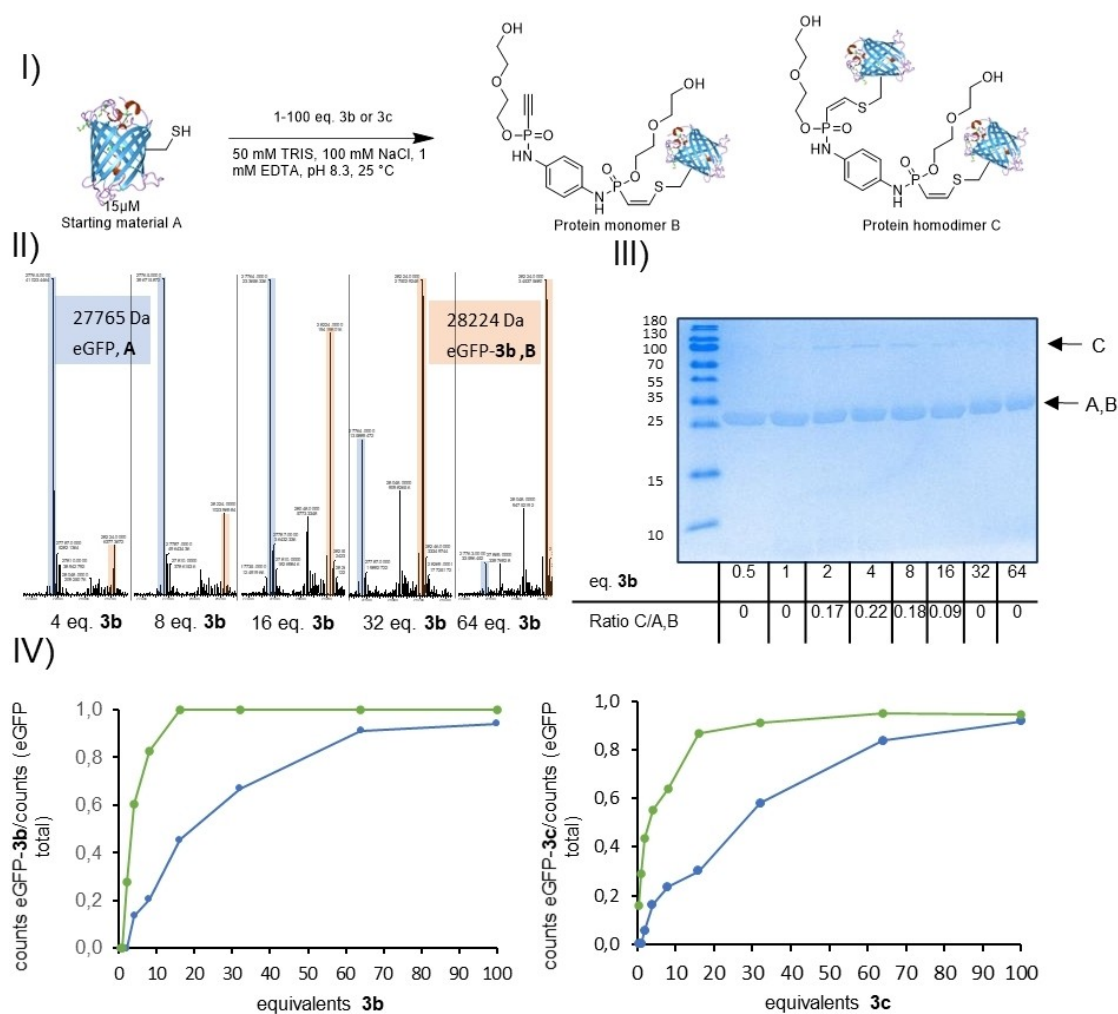 I)
SH
15µM
Starting material A
1-100 eq. 3b or 3c
50 mM TRIS, 100 mM NaCl, 1
mM EDTA, pH 8.3, 25 °C
OH
O
O
P
O
HN
O
P
O
N
H
S
O
OH
Protein monomer B
OH
O
O
P
O
S
HN
O
P
O
N
H
S
O
OH
Protein homodimer C
II)
27765 Da
eGFP, A
28224 Da
eGFP-3b ,B
4 eq. 3b
8 eq. 3b
16 eq. 3b
32 eq. 3b
64 eq. 3b
III)
180
130
100
70
55
35
25
15
10
C
A,B
eq. 3b 0.5 1 2 4 8 16 32 64
Ratio C/A,B 0 0 0.17 0.22 0.18 0.09 0 0
IV)
counts eGFP-3b/counts (eGFP
total)
1,0
0,8
0,6
0,4
0,2
0,0
0 10 20 30 40 50 60 70 80 90 100
equivalents 3b
counts eGFP-3c/counts (eGFP
total)
1,0
0,8
0,6
0,4
0,2
0,0
0 10 20 30 40 50 60 70 80 90 100
equivalents 3c